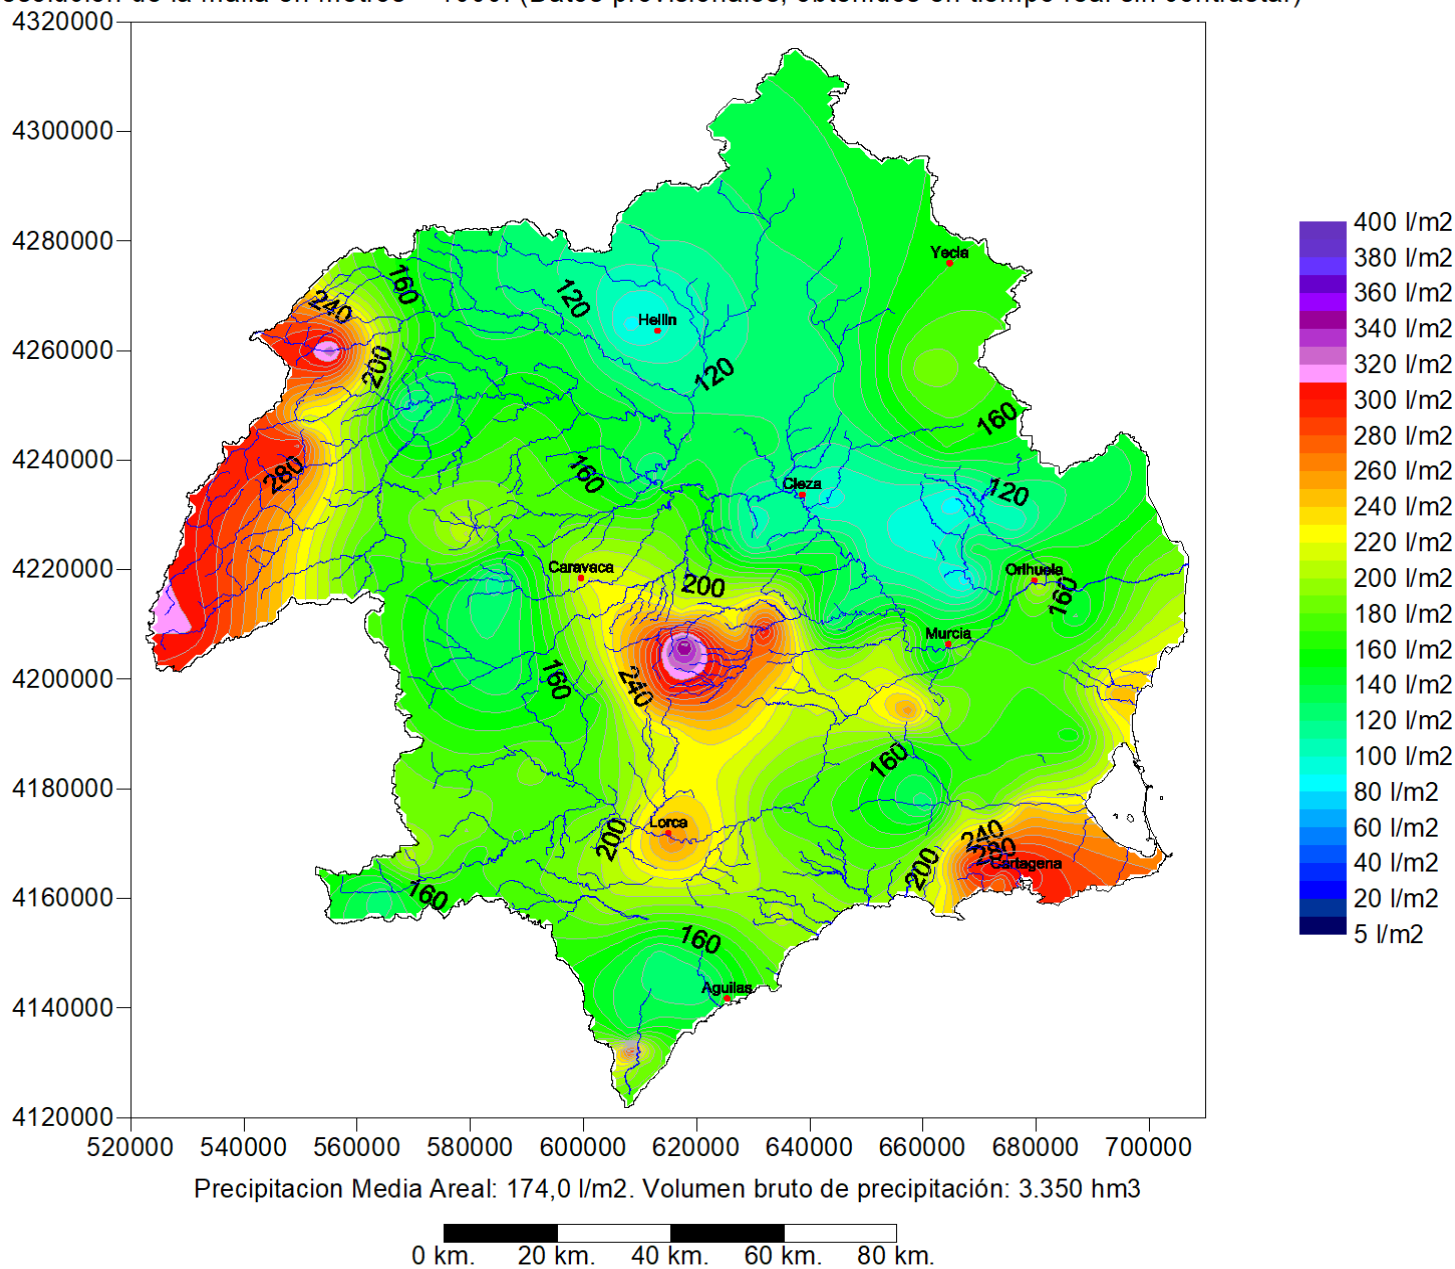 4320000
4300000
4280000
4260000
4240000
4220000
4200000
4180000
4160000
4140000
4120000
520000 540000 560000 580000 600000 620000 640000 660000 680000 700000
Yecla
160
240
120
Hellin
200
120
160
280
160
Cieza
120
Caravaca
200
Orihuela
160
Murcia
160
240
160
Lorca
200
240
280
Cartagena
200
160
160
Aguilas
400 l/m2
380 l/m2
360 l/m2
340 l/m2
320 l/m2
300 l/m2
280 l/m2
260 l/m2
240 l/m2
220 l/m2
200 l/m2
180 l/m2
160 l/m2
140 l/m2
120 l/m2
100 l/m2
80 l/m2
60 l/m2
40 l/m2
20 l/m2
5 l/m2
Precipitacion Media Areal: 174,0 l/m2. Volumen bruto de precipitación: 3.350 hm3
0 km. 20 km. 40 km. 60 km. 80 km.